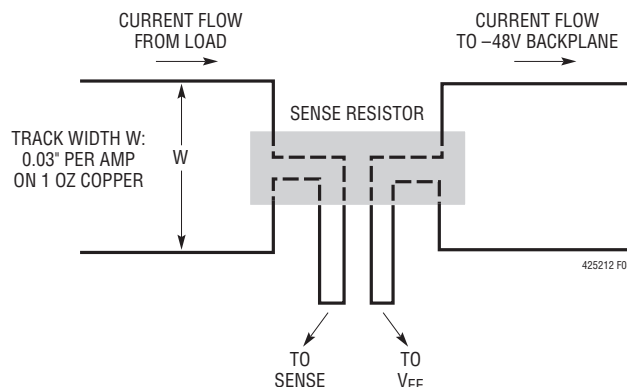 CURRENT FLOW
FROM LOAD
CURRENT FLOW
TO –48V BACKPLANE
SENSE RESISTOR
TRACK WIDTH W:
0.03" PER AMP
ON 1 OZ COPPER
W
425212 F0
TO
SENSE
TO
VEE